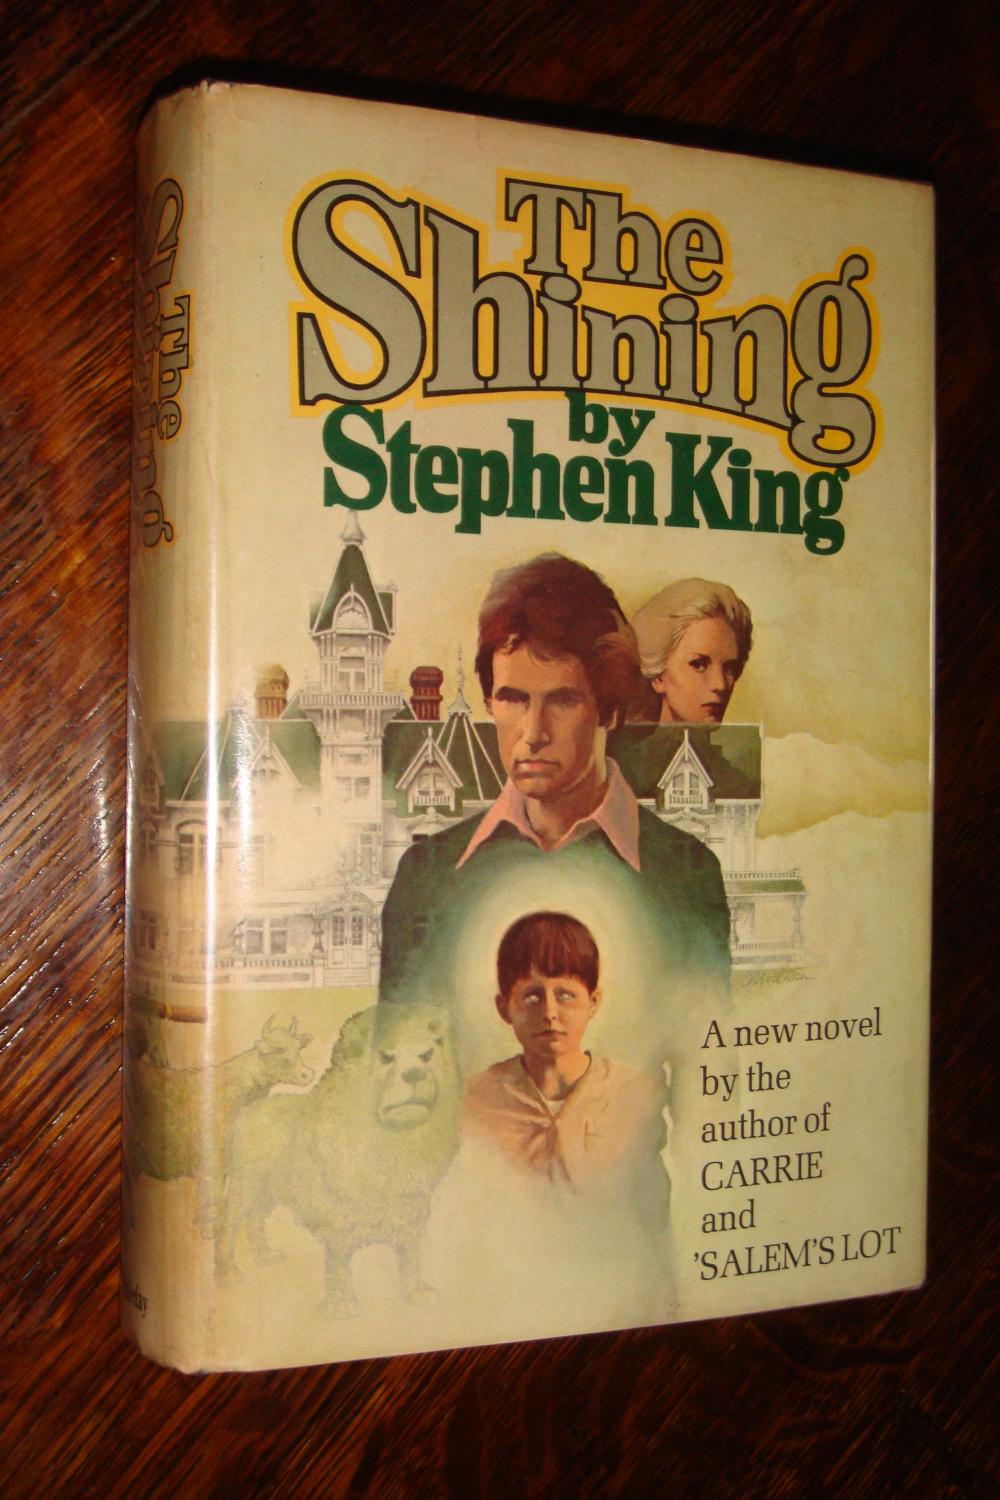 The
Shining
by
Stephen King
A new novel
by the
author of
CARRIE
and
'SALEM'S LOT
The
Shining